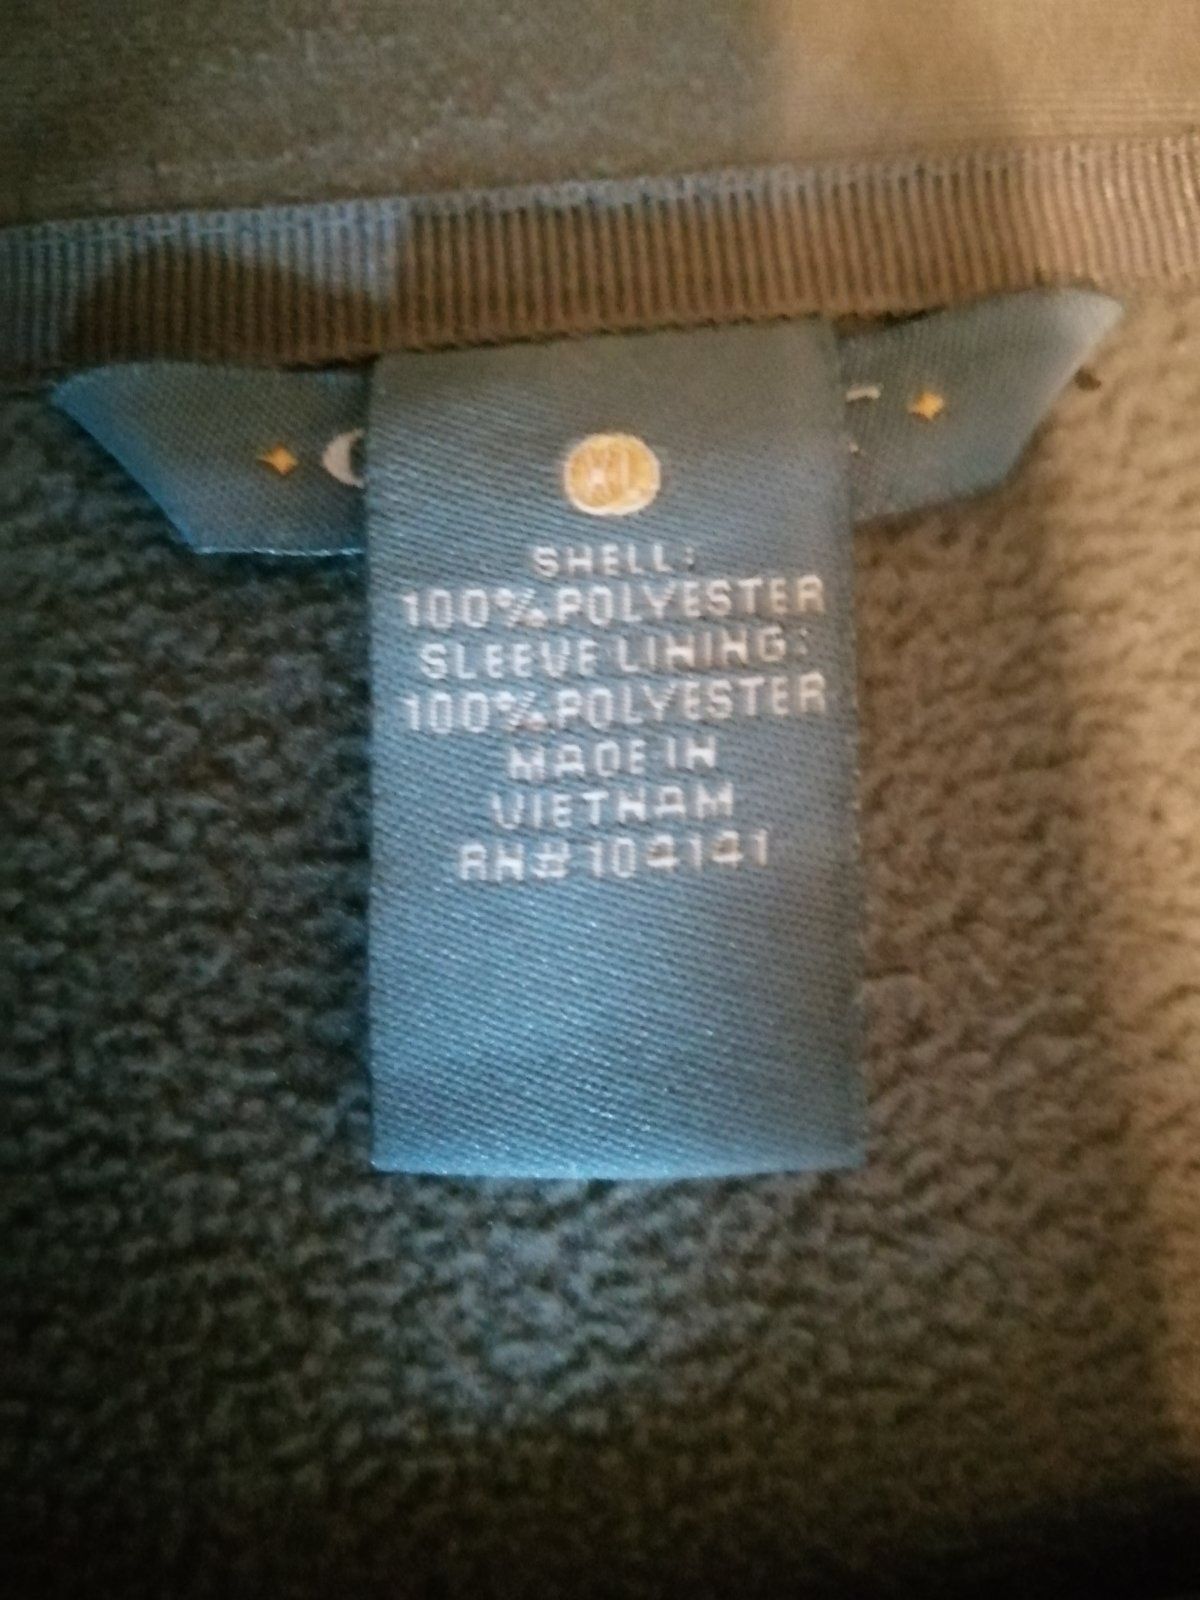 XL
SHELL:
100% POLYESTER
SLEEVE LINING:
100% POLYESTER
MADE IN
VIETNAM
RN# 104141